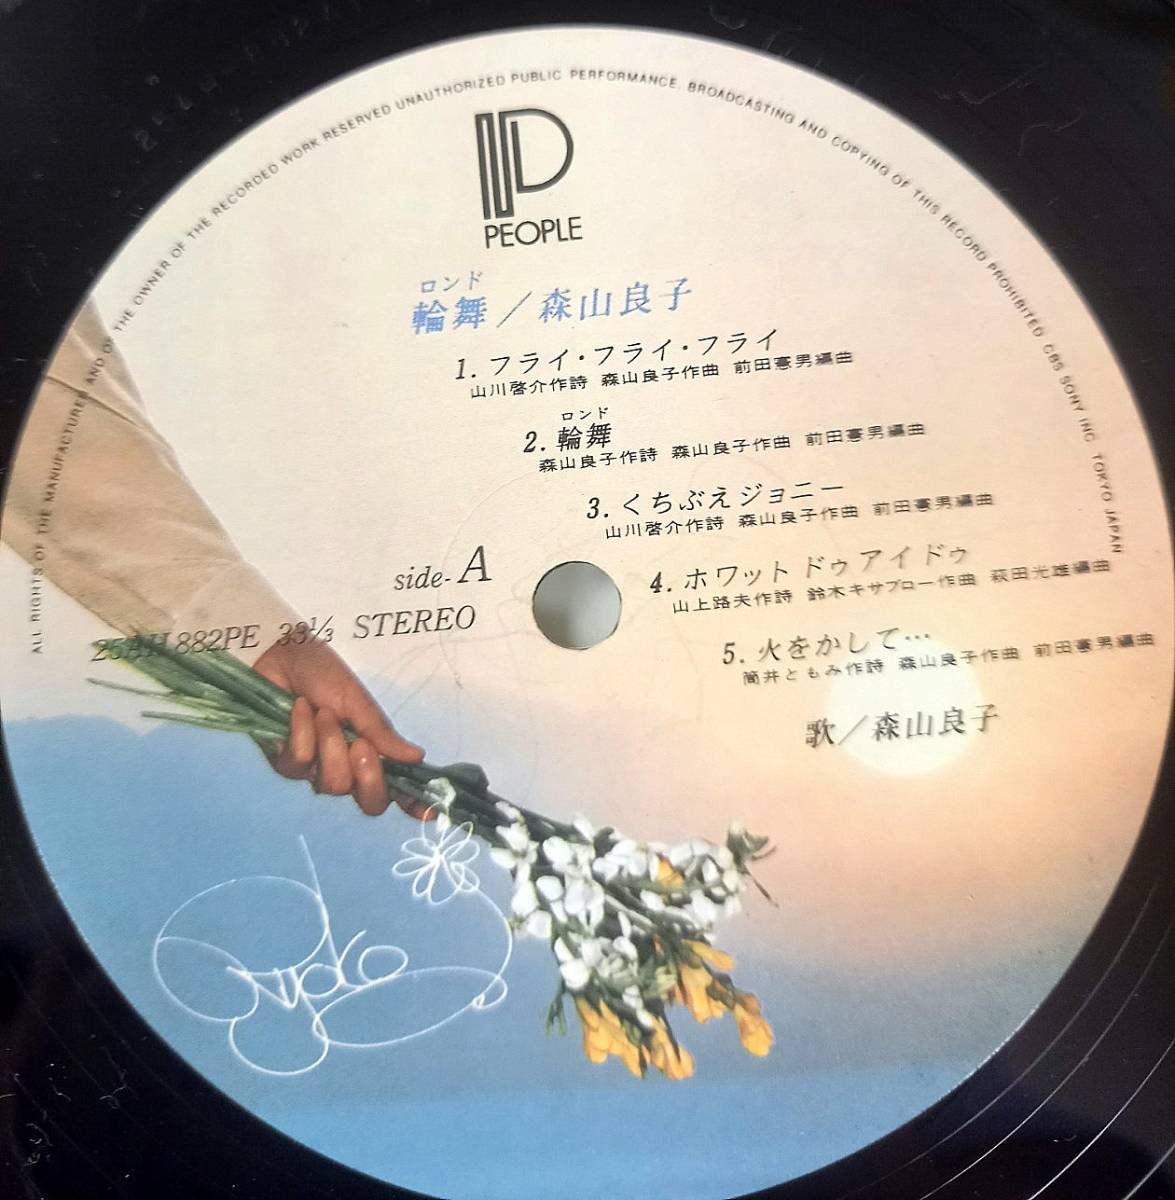 ALL RIGHTS OF THE MANUFACTURER AND OF THE OWNER OF THE RECORDED WORK RESERVED UNAUTHORIZED PUBLIC PERFORMANCE, BROADCASTING AND COPYING OF THIS RECORD PROHIBITED CBS SONY INC. TOKYO JAPAN
PEOPLE
ロンド
輪舞/森山良子
1. フライ・フライ・フライ
山川啓介作詩 森山良子作曲 前田憲男編曲
ロンド
2. 輪舞
森山良子作詩 森山良子作曲 前田憲男編曲
3. くちぶえジョニー
山川啓介作詩 森山良子作曲 前田憲男編曲
side-A
4. ホワット ドゥ アイ ドゥ
山上路夫作詩 鈴木キサブロー作曲 萩田光雄編曲
25AH 882PE 33⅓ STEREO
5. 火をかして…
筒井ともみ作詩 森山良子作曲 前田憲男編曲
歌/森山良子
Ryoko